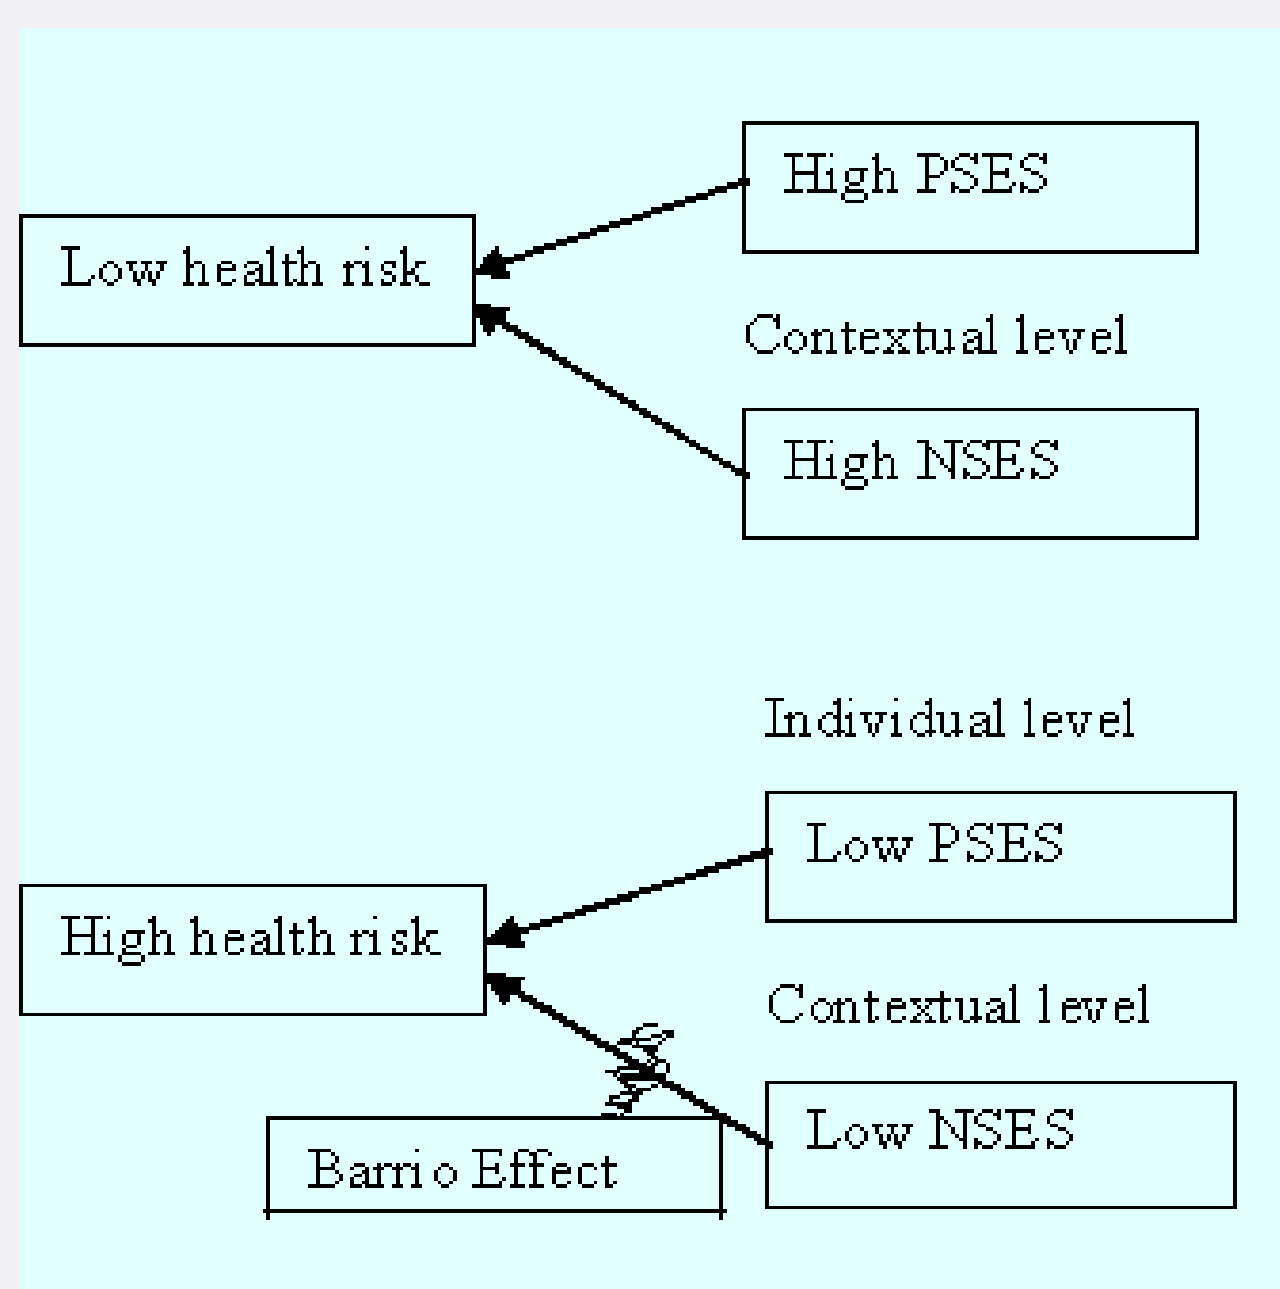 High PSES
Low health risk
Contextual level
High NSES
Individual level
Low PSES
High health risk
Contextual level
Low NSES
Barrio Effect